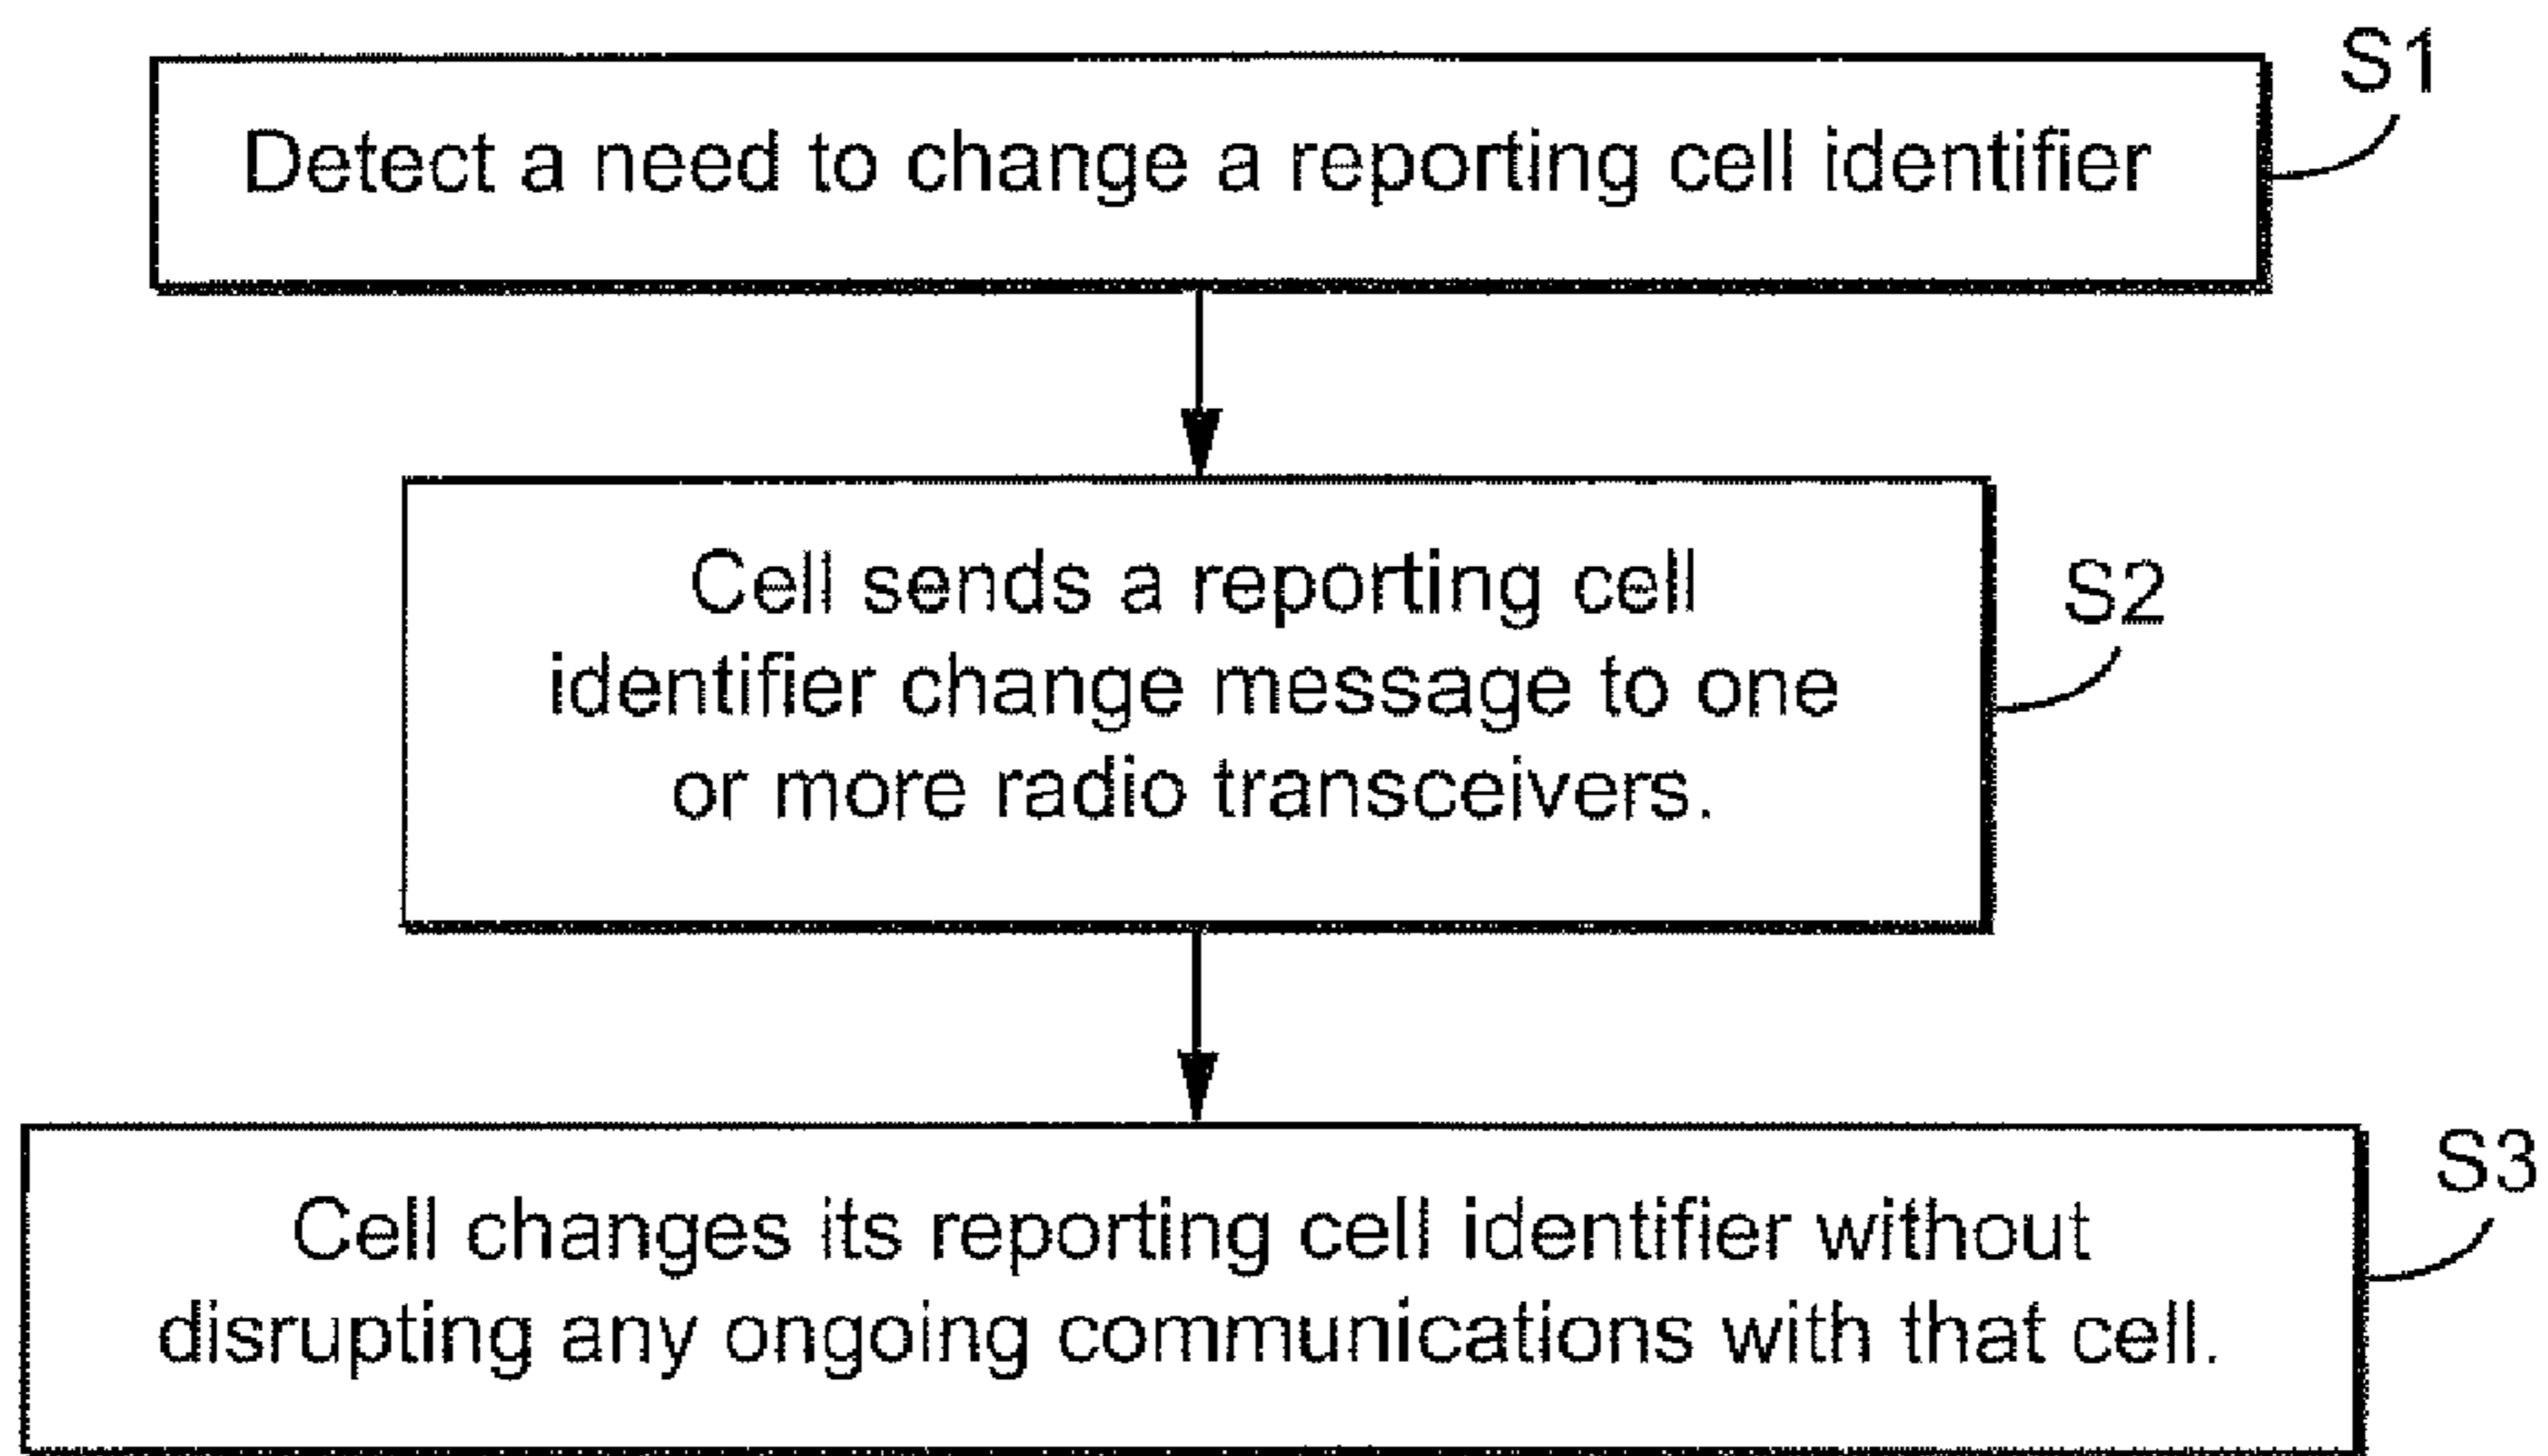 S1
Detect a need to change a reporting cell identifier
Cell sends a reporting cell
identifier change message to one
or more radio transceivers.
S2
Cell changes its reporting cell identifier without
disrupting any ongoing communications with that cell.
S3